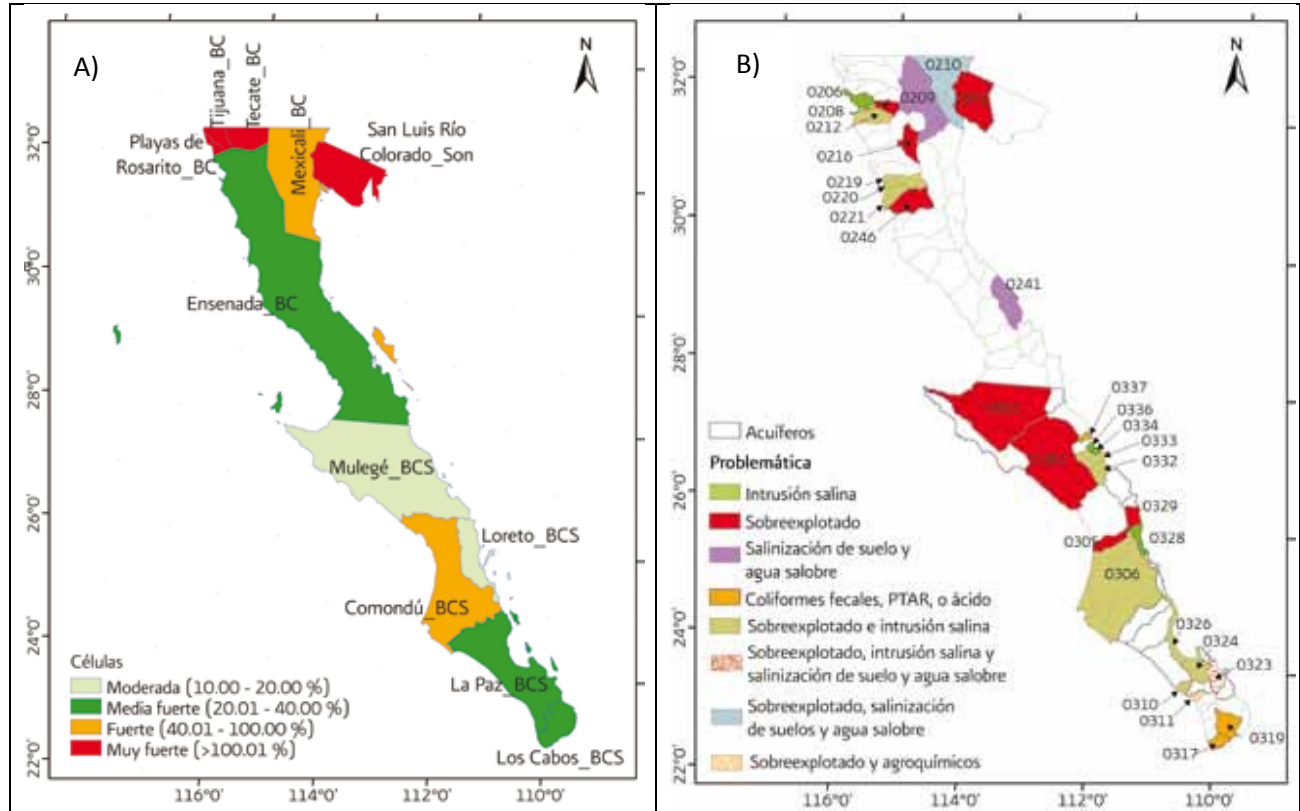 A)
N
Tijuana_BC
Tecate_BC
Mexicali_BC
Playas de
Rosarito_BC
San Luis Río
Colorado_Son
Ensenada_BC
Mulegé_BCS
Loreto_BCS
Comondú_BCS
La Paz_BCS
Los Cabos_BCS
Células
Moderada (10.00 - 20.00 %)
Media fuerte (20.01 - 40.00 %)
Fuerte (40.01 - 100.00 %)
Muy fuerte (>100.01 %)
32°0'
30°0'
28°0'
26°0'
24°0'
22°0'
116°0'
114°0'
112°0'
110°0'
B)
N
0210
0206
0209
0208
0212
0216
0219
0220
0221
0246
0241
0337
0336
0334
0333
0332
0329
0305
0328
0306
0326
0324
0323
0310
0311
0319
0317
Acuíferos
Problemática
Intrusión salina
Sobreexplotado
Salinización de suelo y
agua salobre
Coliformes fecales, PTAR, o ácido
Sobreexplotado e intrusión salina
Sobreexplotado, intrusión salina y
salinización de suelo y agua salobre
Sobreexplotado, salinización
de suelos y agua salobre
Sobreexplotado y agroquímicos
32°0'
30°0'
28°0'
26°0'
24°0'
22°0'
116°0'
114°0'
112°0'
110°0'